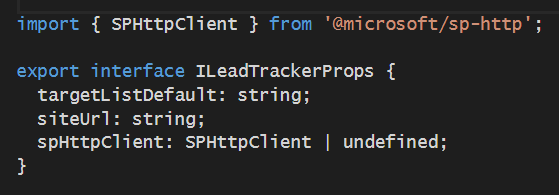 import { SPHttpClient } from '@microsoft/sp-http';
export interface ILeadTrackerProps {
targetListDefault: string;
siteUrl: string;
spHttpClient: SPHttpClient | undefined;
}